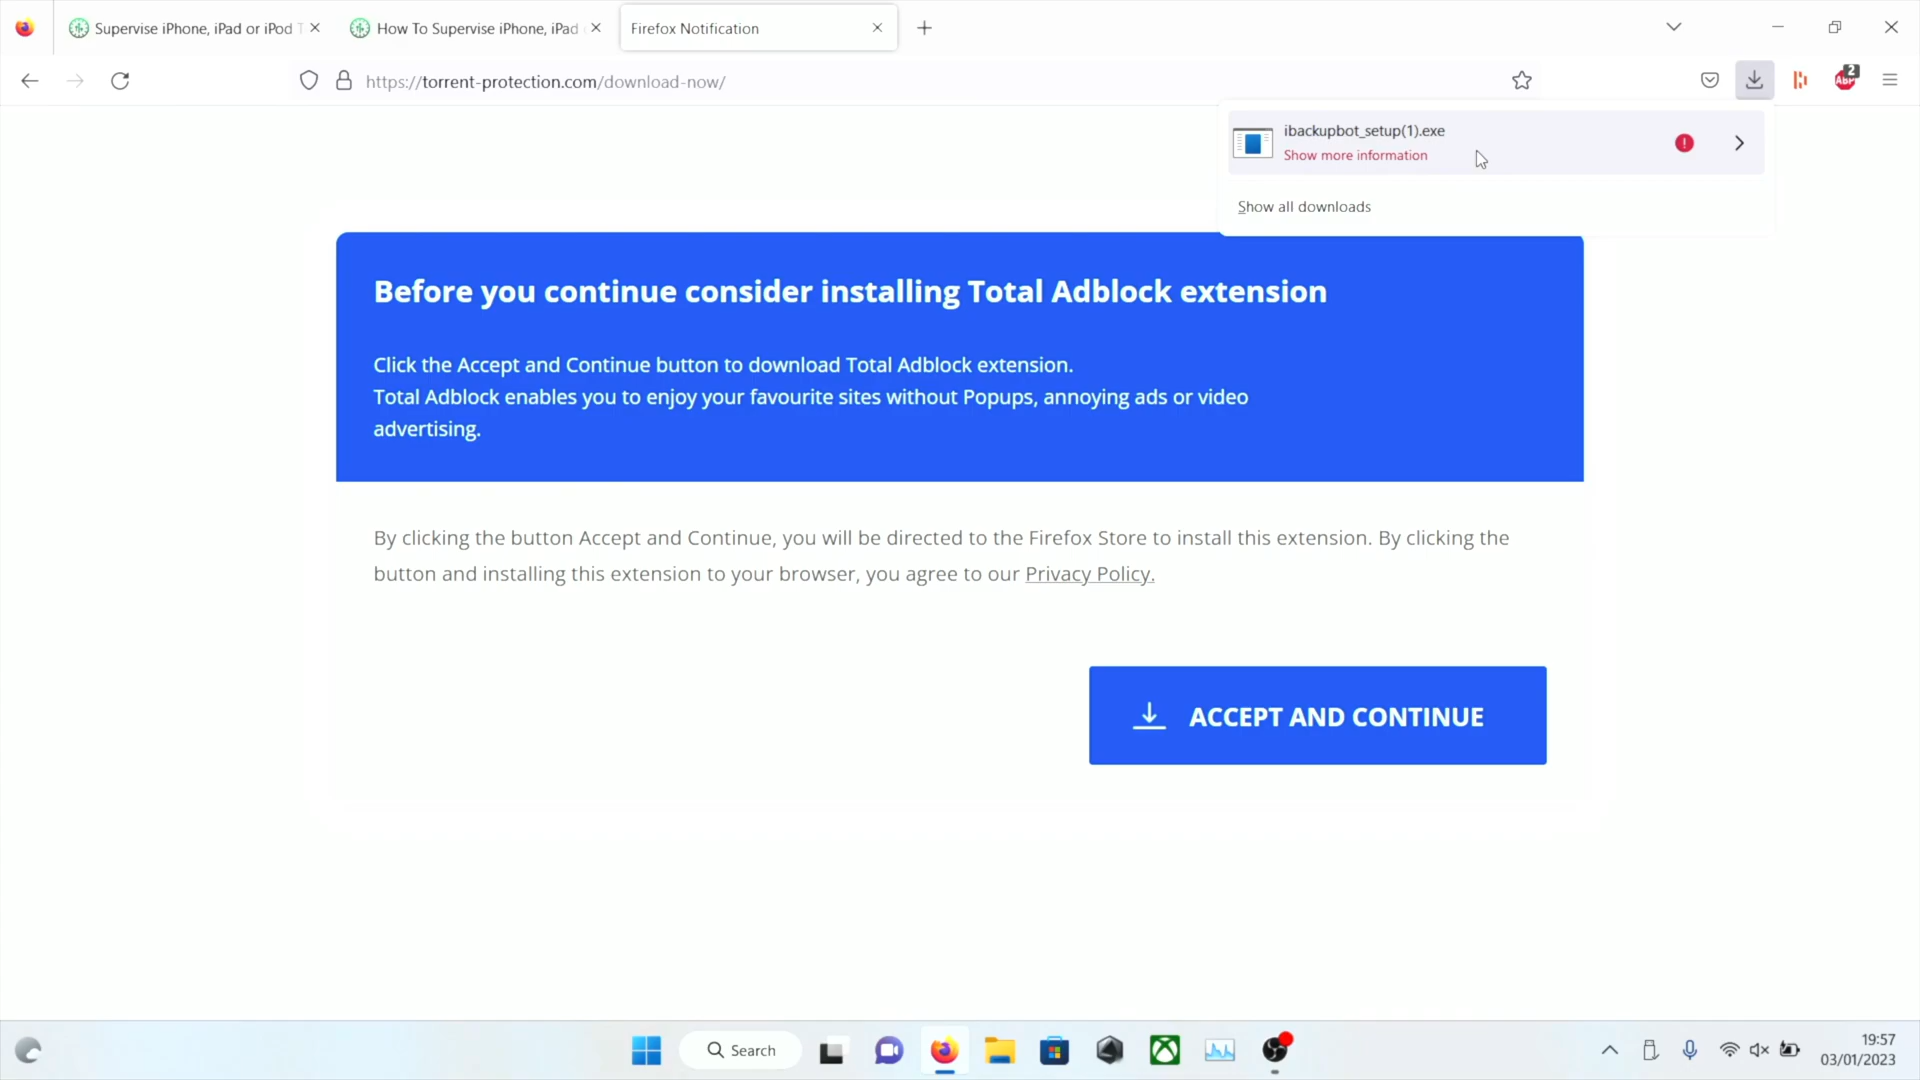 Supervise iPhone, iPad or iPod T
How To Supervise iPhone, iPad
Firefox Notification
https://torrent-protection.com/download-now/
ABP
2
ibackupbot_setup(1).exe
Show more information
Show all downloads
Before you continue consider installing Total Adblock extension
Click the Accept and Continue button to download Total Adblock extension.
Total Adblock enables you to enjoy your favourite sites without Popups, annoying ads or video
advertising.
By clicking the button Accept and Continue, you will be directed to the Firefox Store to install this extension. By clicking the
button and installing this extension to your browser, you agree to our Privacy Policy.
ACCEPT AND CONTINUE
Search
19:57
03/01/2023